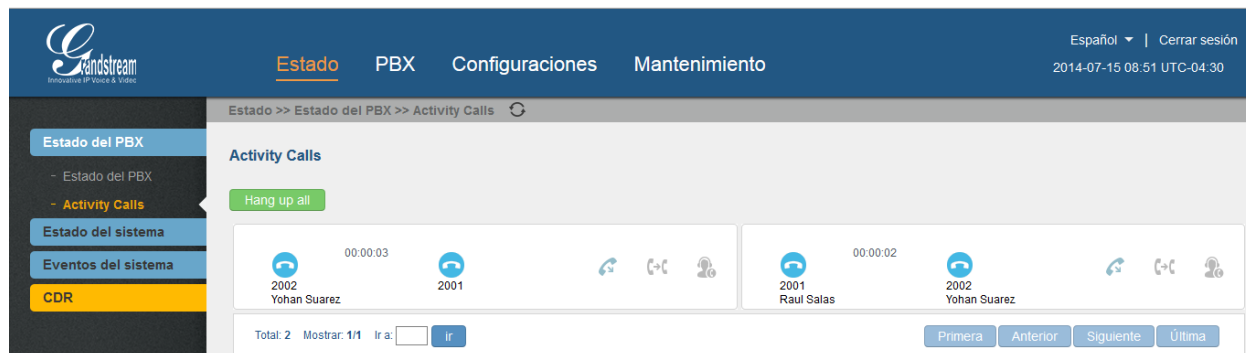 Grandstream
Innovative IP Voice & Video
Estado PBX Configuraciones Mantenimiento
Español | Cerrar sesión
2014-07-15 08:51 UTC-04:30
Estado >> Estado del PBX >> Activity Calls
Estado del PBX
- Estado del PBX
- Activity Calls
Estado del sistema
Eventos del sistema
CDR
Activity Calls
Hang up all
00:00:03
2002 2001
Yohan Suarez
00:00:02
2001 2002
Raul Salas Yohan Suarez
Total: 2 Mostrar: 1/1 Ir a: ir
Primera Anterior Siguiente Última